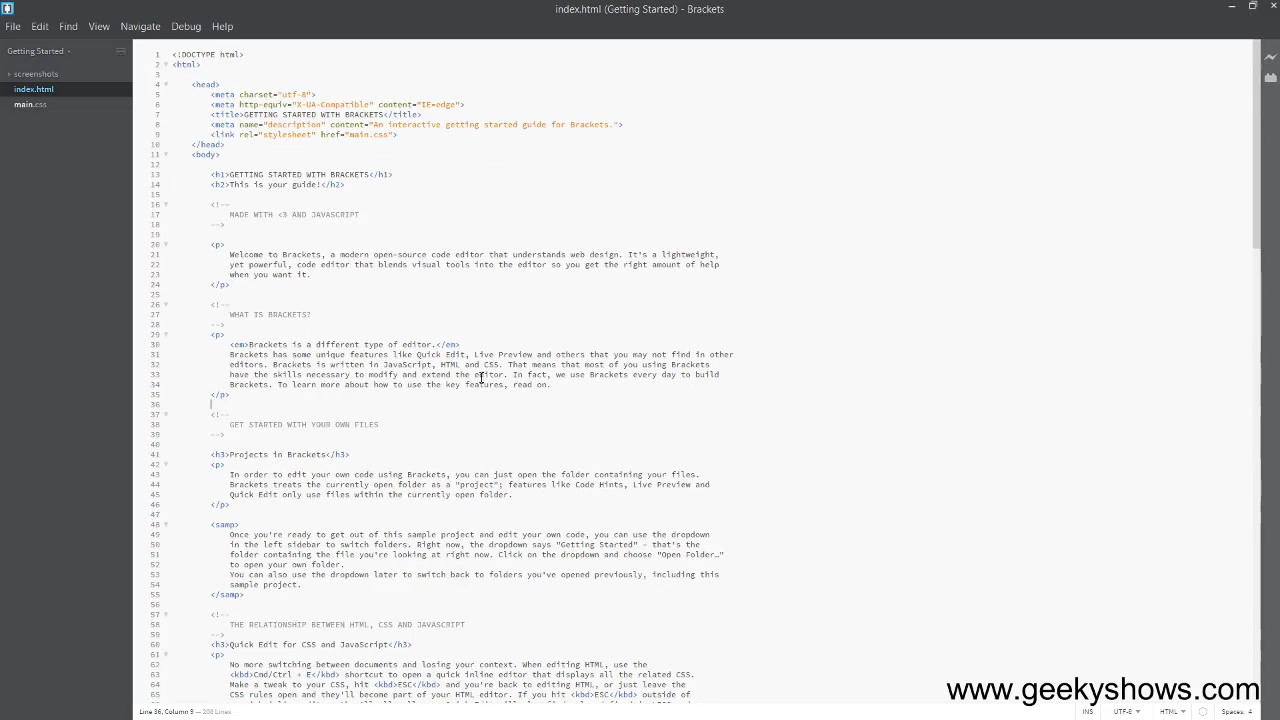 index.html (Getting Started) - Brackets
File Edit Find View Navigate Debug Help
Getting Started
screenshots
index.html
main.css
1 <!DOCTYPE html>
2 <html>
3
4 <head>
5 <meta charset="utf-8">
6 <meta http-equiv="X-UA-Compatible" content="IE=edge">
7 <title>GETTING STARTED WITH BRACKETS</title>
8 <meta name="description" content="An interactive getting started guide for Brackets.">
9 <link rel="stylesheet" href="main.css">
10 </head>
11 <body>
12
13 <h1>GETTING STARTED WITH BRACKETS</h1>
14 <h2>This is your guide!</h2>
15
16 <!--
17 MADE WITH <3 AND JAVASCRIPT
18 -->
19
20 <p>
21 Welcome to Brackets, a modern open-source code editor that understands web design. It's a lightweight,
22 yet powerful, code editor that blends visual tools into the editor so you get the right amount of help
23 when you want it.
24 </p>
25
26 <!--
27 WHAT IS BRACKETS?
28 -->
29 <p>
30 <em>Brackets is a different type of editor.</em>
31 Brackets has some unique features like Quick Edit, Live Preview and others that you may not find in other
32 editors. Brackets is written in JavaScript, HTML and CSS. That means that most of you using Brackets
33 have the skills necessary to modify and extend the editor. In fact, we use Brackets every day to build
34 Brackets. To learn more about how to use the key features, read on.
35 </p>
36
37 <!--
38 GET STARTED WITH YOUR OWN FILES
39 -->
40
41 <h3>Projects in Brackets</h3>
42 <p>
43 In order to edit your own code using Brackets, you can just open the folder containing your files.
44 Brackets treats the currently open folder as a "project"; features like Code Hints, Live Preview and
45 Quick Edit only use files within the currently open folder.
46 </p>
47
48 <samp>
49 Once you're ready to get out of this sample project and edit your own code, you can use the dropdown
50 in the left sidebar to switch folders. Right now, the dropdown says "Getting Started" - that's the
51 folder containing the file you're looking at right now. Click on the dropdown and choose "Open Folder…"
52 to open your own folder.
53 You can also use the dropdown later to switch back to folders you've opened previously, including this
54 sample project.
55 </samp>
56
57 <!--
58 THE RELATIONSHIP BETWEEN HTML, CSS AND JAVASCRIPT
59 -->
60 <h3>Quick Edit for CSS and JavaScript</h3>
61 <p>
62 No more switching between documents and losing your context. When editing HTML, use the
63 <kbd>Cmd/Ctrl + E</kbd> shortcut to open a quick inline editor that displays all the related CSS.
64 Make a tweak to your CSS, hit <kbd>ESC</kbd> and you're back to editing HTML, or just leave the
65 CSS rules open and they'll become part of your HTML editor. If you hit <kbd>ESC</kbd> outside of
www.geekyshows.com
Line 36, Column 9 — 208 Lines
INS UTF-8 HTML Spaces: 4